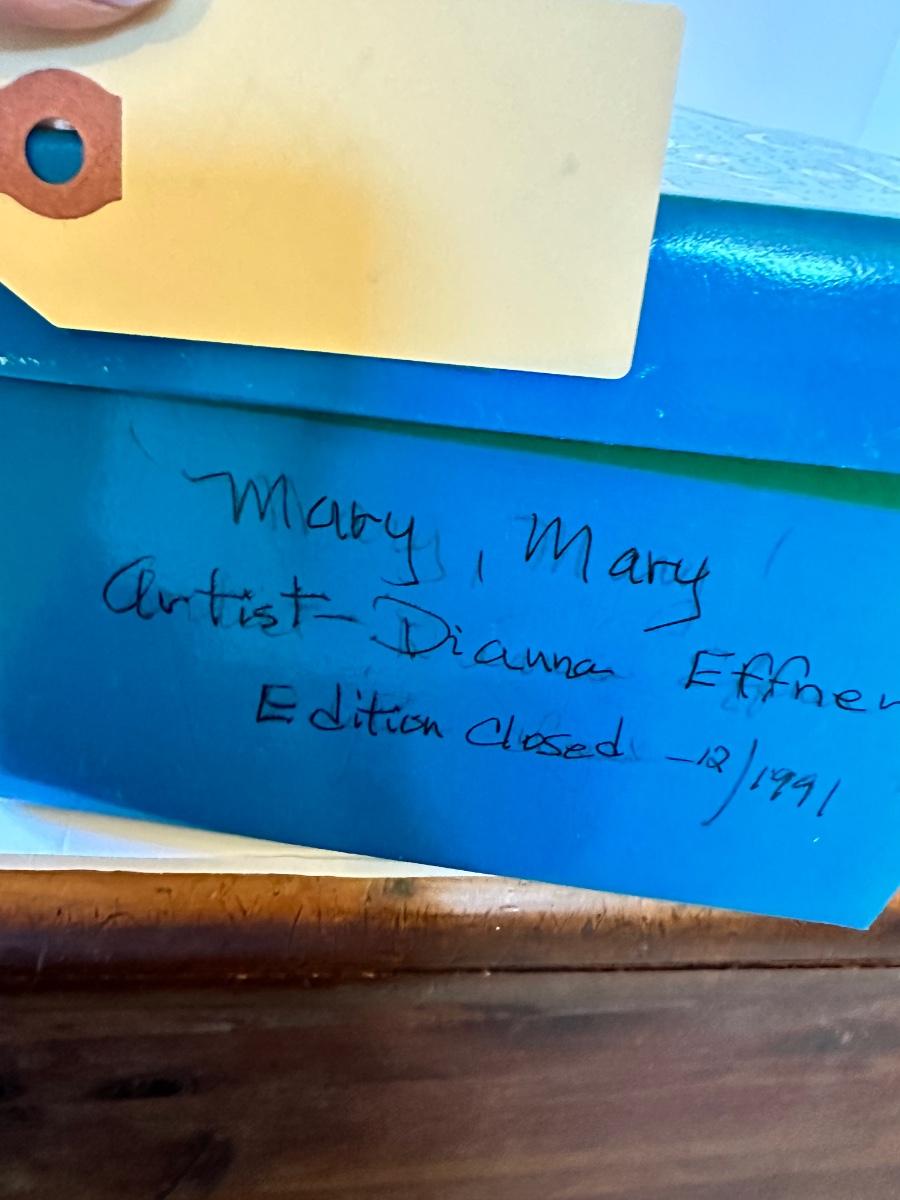 Mary, Mary
Artist - Dianna Effner
Edition Closed - 12/1991